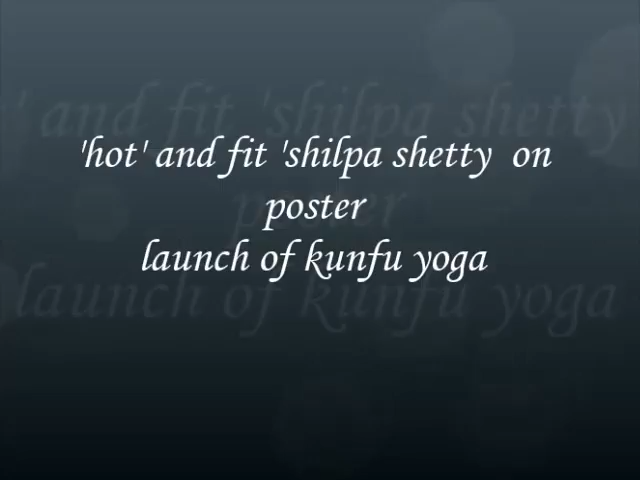 'hot' and fit 'shilpa shetty on
poster
launch of kunfu yoga